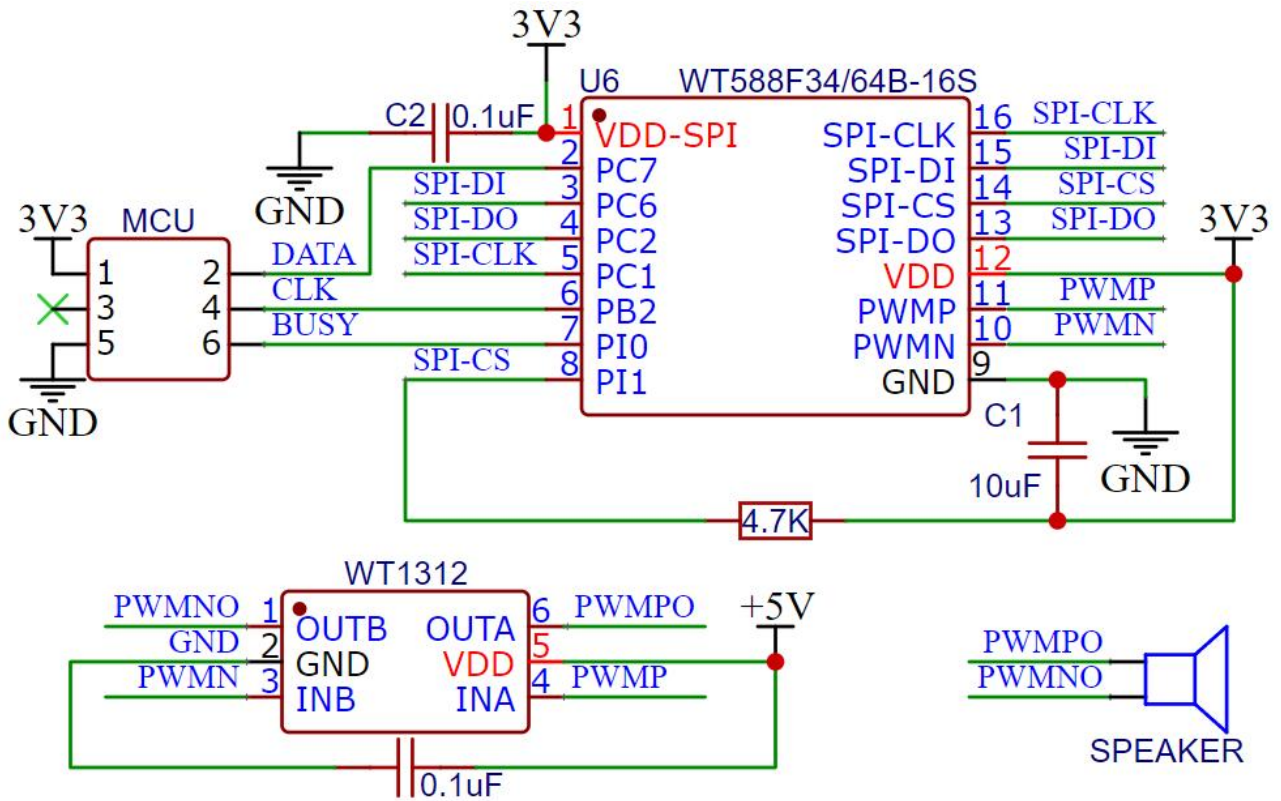 3V3
U6 WT588F34/64B-16S
C2 0.1uF
GND
1 VDD-SPI
2 PC7
SPI-DI 3 PC6
SPI-DO 4 PC2
SPI-CLK 5 PC1
6 PB2
7 PI0
SPI-CS 8 PI1
SPI-CLK 16 SPI-CLK
SPI-DI 15 SPI-DI
SPI-CS 14 SPI-CS
SPI-DO 13 SPI-DO
VDD 12
PWMP 11 PWMP
PWMN 10 PWMN
GND 9
3V3
3V3
MCU
1 2 DATA
3 4 CLK
5 6 BUSY
GND
C1
10uF
GND
4.7K
WT1312
PWMNO 1 OUTB OUTA 6 PWMPO
GND 2 GND VDD 5
PWMN 3 INB INA 4 PWMP
+5V
0.1uF
PWMPO
PWMNO
SPEAKER